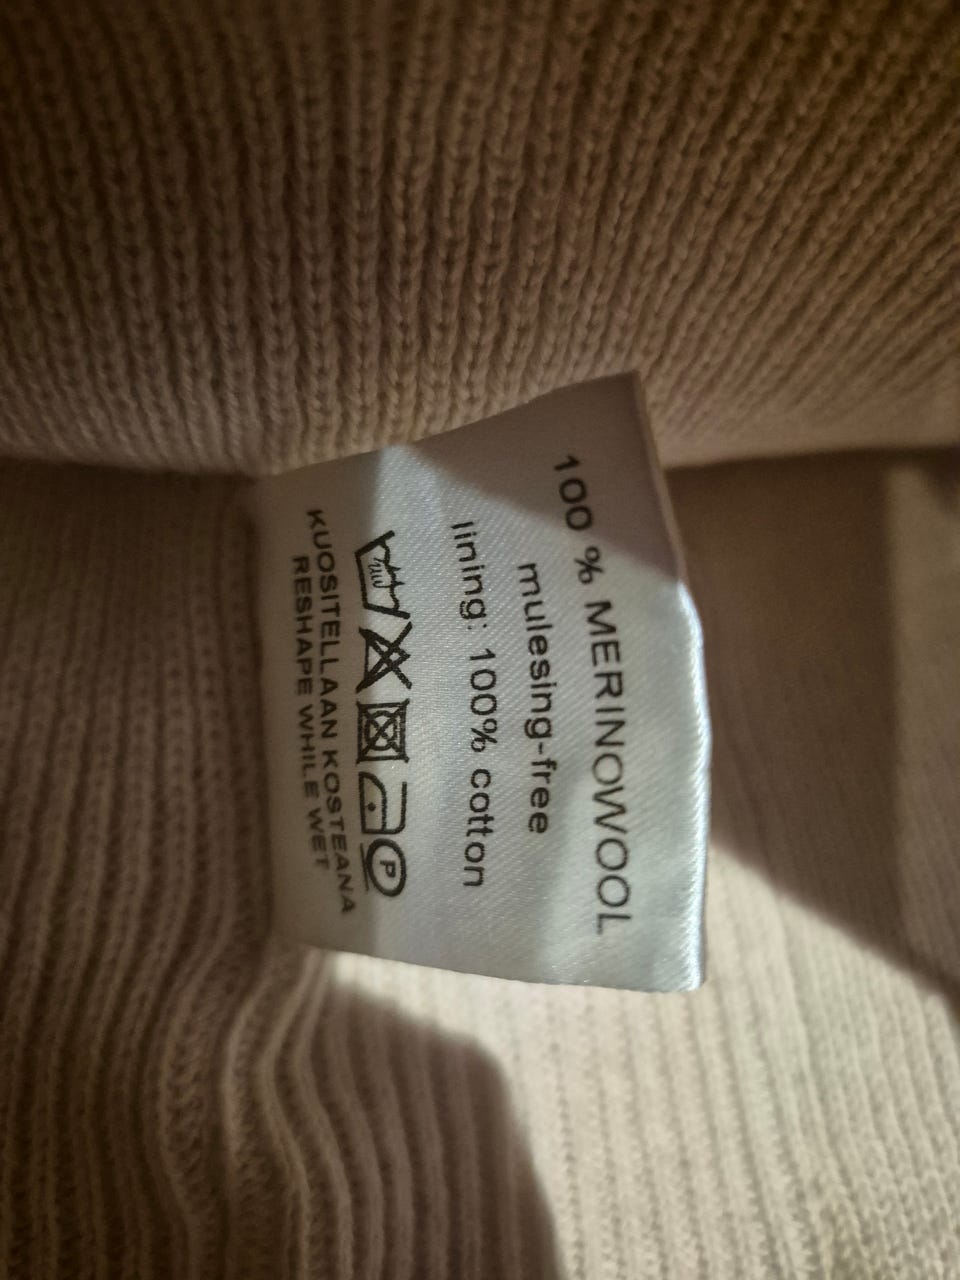 100 % MERINOWOOL
mulesing-free
lining: 100% cotton
P
KUOSITELLAAN KOSTEANA
RESHAPE WHILE WET